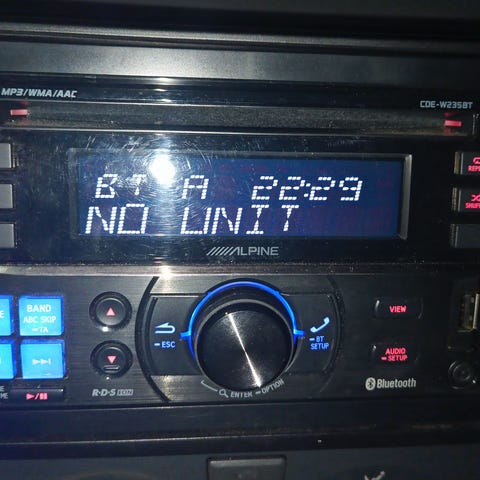 MP3/WMA/AAC
CDE-W235BT
BT A 22:29
NO UNIT
ALPINE
BAND
ABC SKIP
TA
ESC
BT
SETUP
VIEW
AUDIO
SETUP
R·D·S EON
ENTER OPTION
Bluetooth